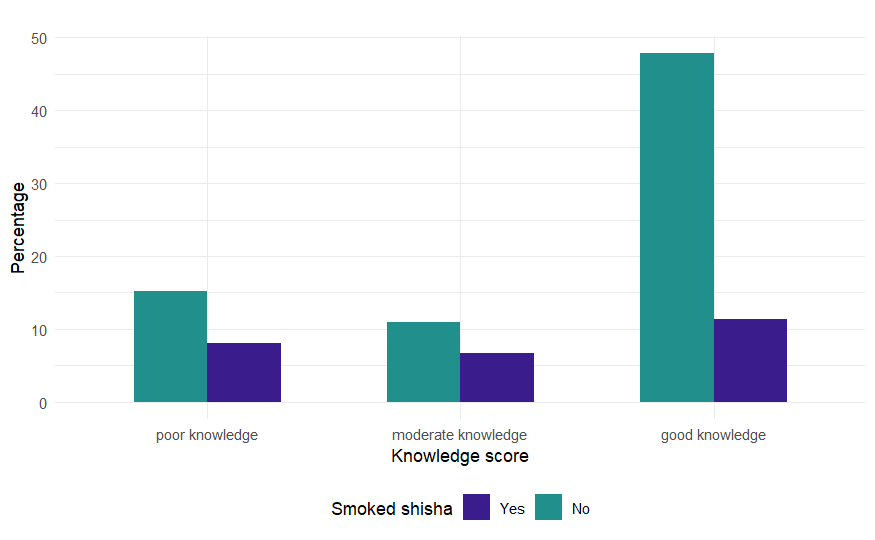 50
40
30
20
10
0
Percentage
poor knowledge moderate knowledge good knowledge
Knowledge score
Smoked shisha Yes No